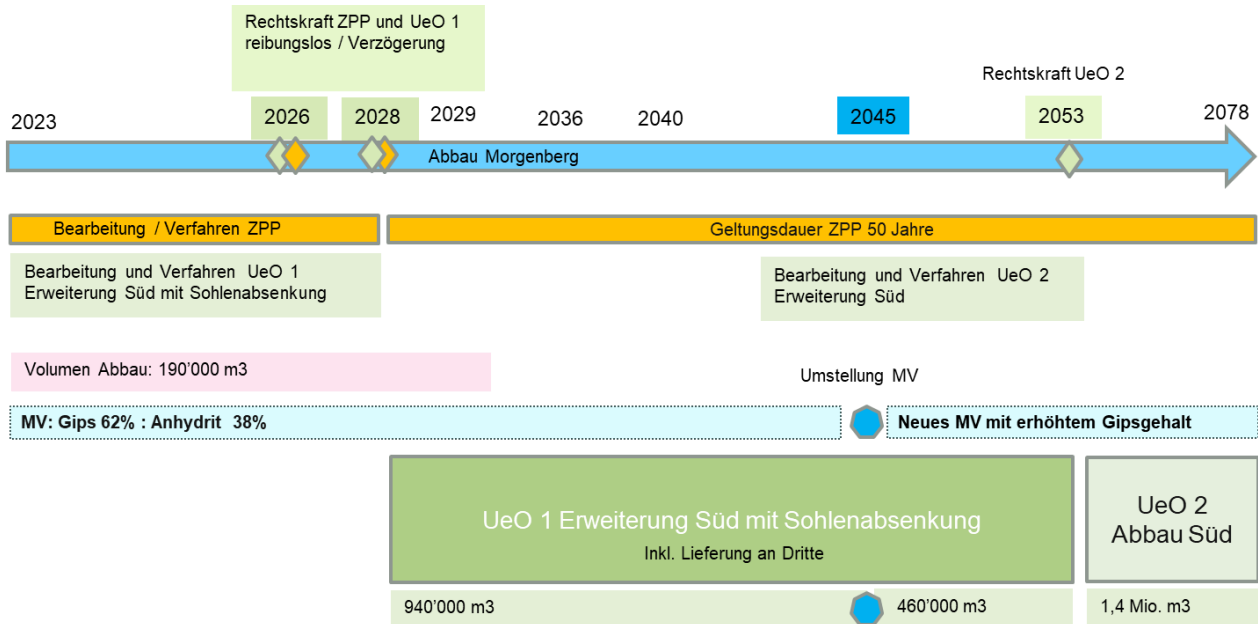 Rechtskraft ZPP und UeO 1
reibungslos / Verzögerung
Rechtskraft UeO 2
2023
2026
2028
2029
2036
2040
2045
2053
2078
Abbau Morgenberg
Bearbeitung / Verfahren ZPP
Geltungsdauer ZPP 50 Jahre
Bearbeitung und Verfahren UeO 1
Erweiterung Süd mit Sohlenabsenkung
Bearbeitung und Verfahren UeO 2
Erweiterung Süd
Volumen Abbau: 190’000 m3
Umstellung MV
MV: Gips 62% : Anhydrit 38%
Neues MV mit erhöhtem Gipsgehalt
UeO 1 Erweiterung Süd mit Sohlenabsenkung
Inkl. Lieferung an Dritte
UeO 2
Abbau Süd
940’000 m3
460’000 m3
1,4 Mio. m3